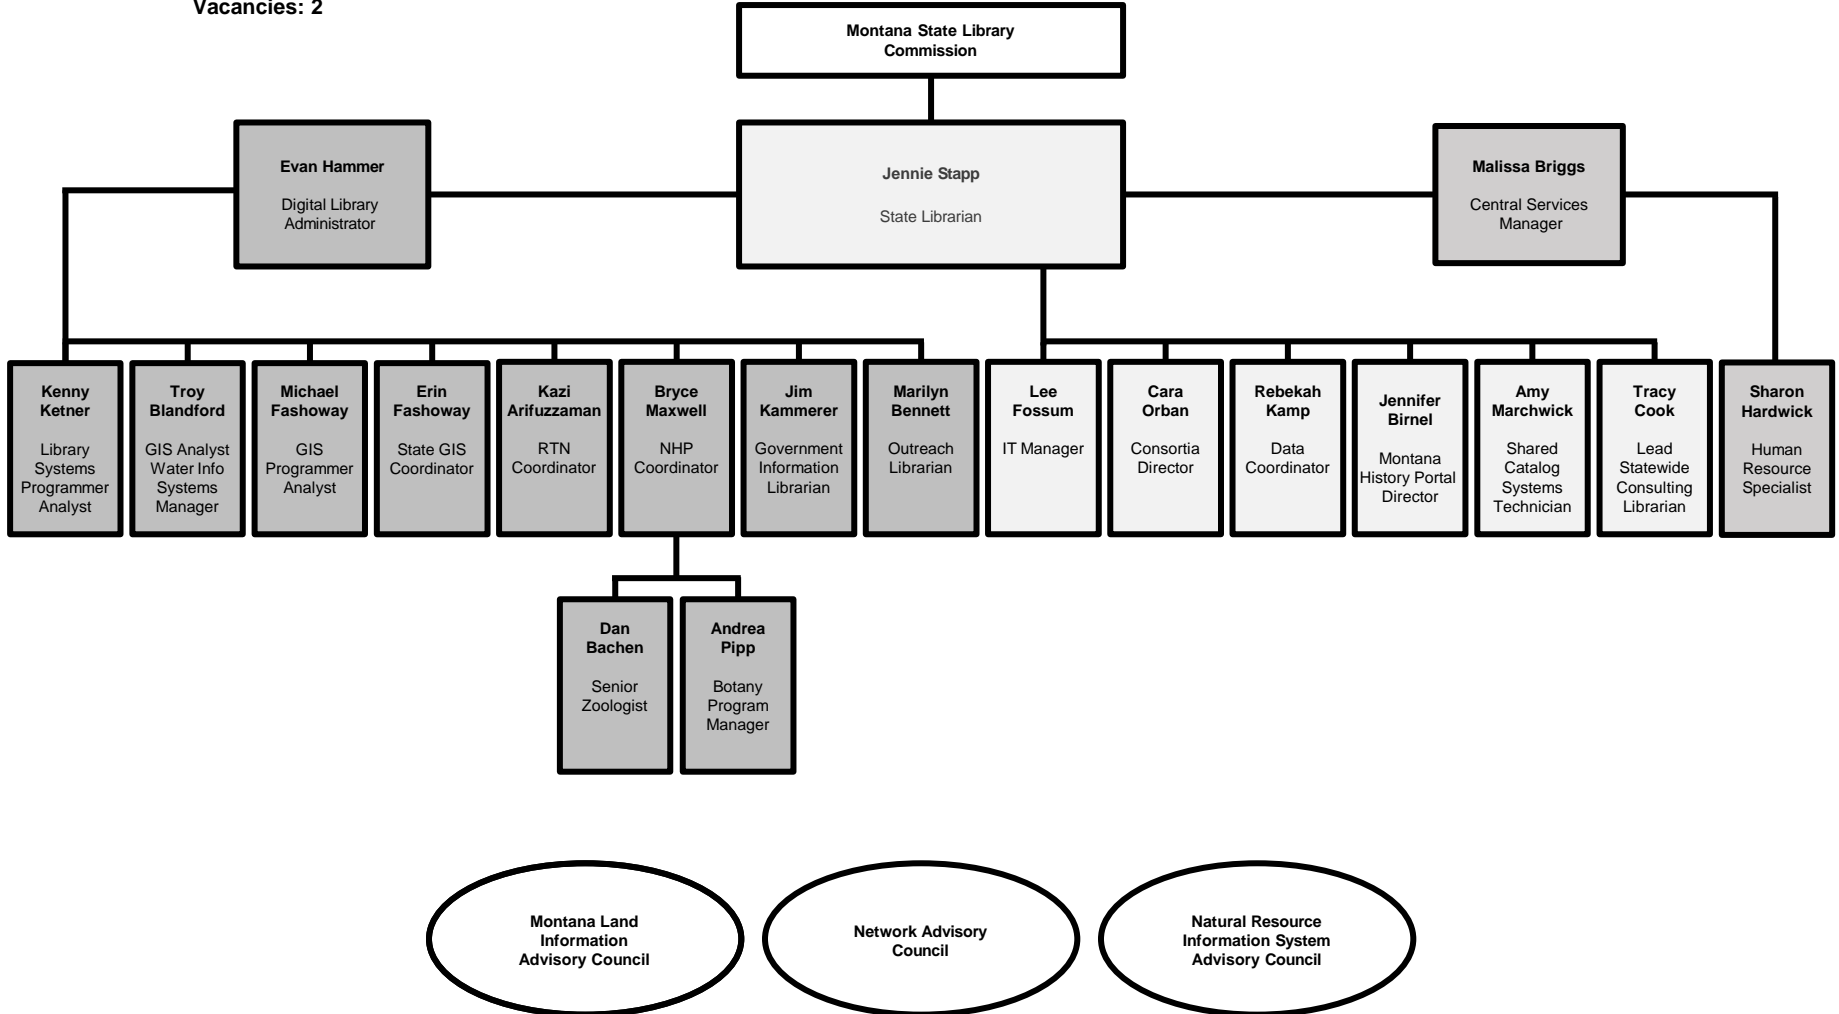 Vacancies: 2
Montana State Library
Commission
Evan Hammer
Digital Library
Administrator
Jennie Stapp
State Librarian
Malissa Briggs
Central Services
Manager
Kenny
Ketner
Library
Systems
Programmer
Analyst
Troy
Blandford
GIS Analyst
Water Info
Systems
Manager
Michael
Fashoway
GIS
Programmer
Analyst
Erin
Fashoway
State GIS
Coordinator
Kazi
Arifuzzaman
RTN
Coordinator
Bryce
Maxwell
NHP
Coordinator
Jim
Kammerer
Government
Information
Librarian
Marilyn
Bennett
Outreach
Librarian
Lee
Fossum
IT Manager
Cara
Orban
Consortia
Director
Rebekah
Kamp
Data
Coordinator
Jennifer
Birnel
Montana
History Portal
Director
Amy
Marchwick
Shared
Catalog
Systems
Technician
Tracy
Cook
Lead
Statewide
Consulting
Librarian
Sharon
Hardwick
Human
Resource
Specialist
Dan
Bachen
Senior
Zoologist
Andrea
Pipp
Botany
Program
Manager
Montana Land
Information
Advisory Council
Network Advisory
Council
Natural Resource
Information System
Advisory Council